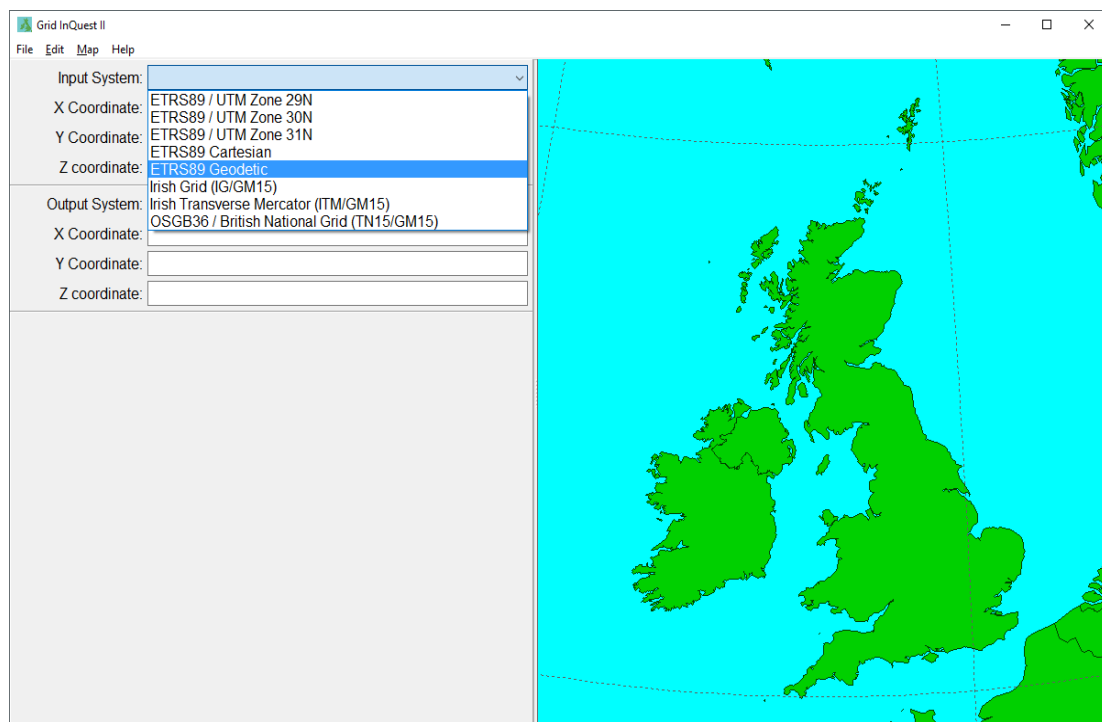 Grid InQuest II
File Edit Map Help
Input System:
X Coordinate:
Y Coordinate:
Z coordinate:
ETRS89 / UTM Zone 29N
ETRS89 / UTM Zone 30N
ETRS89 / UTM Zone 31N
ETRS89 Cartesian
ETRS89 Geodetic
Irish Grid (IG/GM15)
Irish Transverse Mercator (ITM/GM15)
OSGB36 / British National Grid (TN15/GM15)
Output System:
X Coordinate:
Y Coordinate:
Z coordinate: